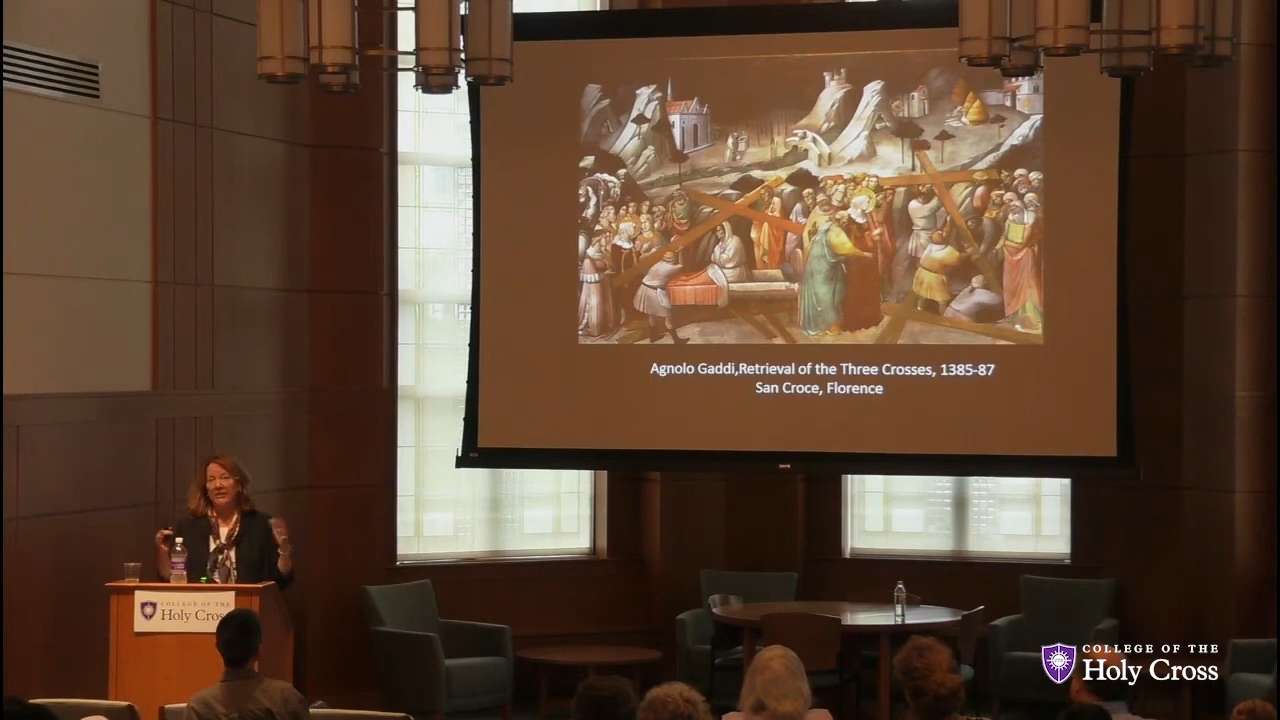 Agnolo Gaddi,Retrieval of the Three Crosses, 1385-87
San Croce, Florence
COLLEGE OF THE
Holy Cros
COLLEGE OF THE
Holy Cross